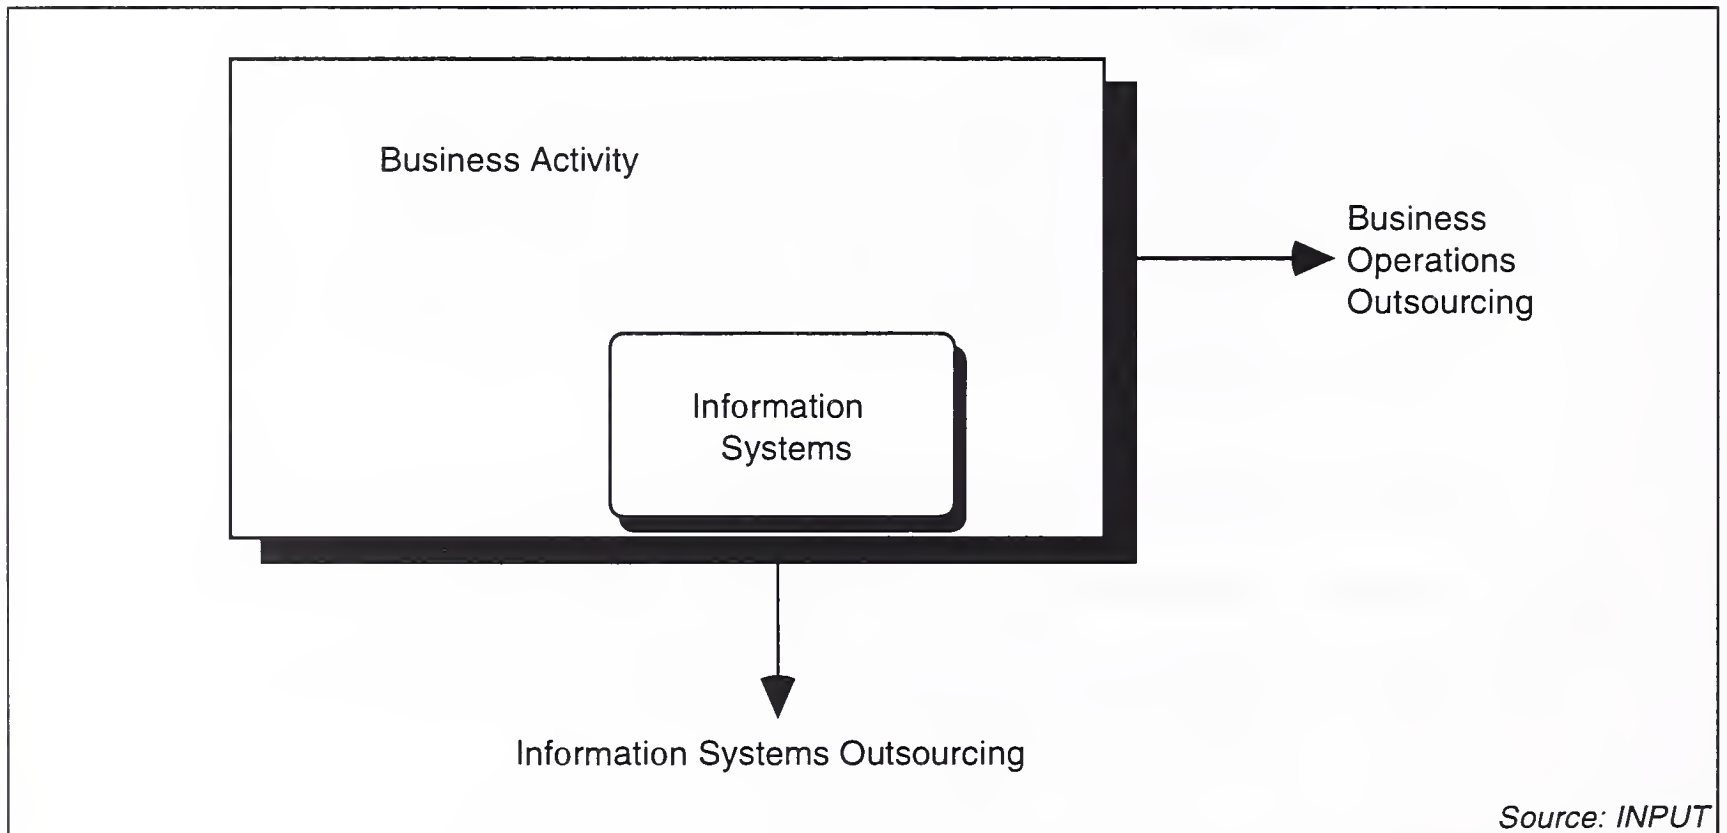 Business Activity
Business
Operations
Outsourcing
Information
Systems
Information Systems Outsourcing
Source: INPUT